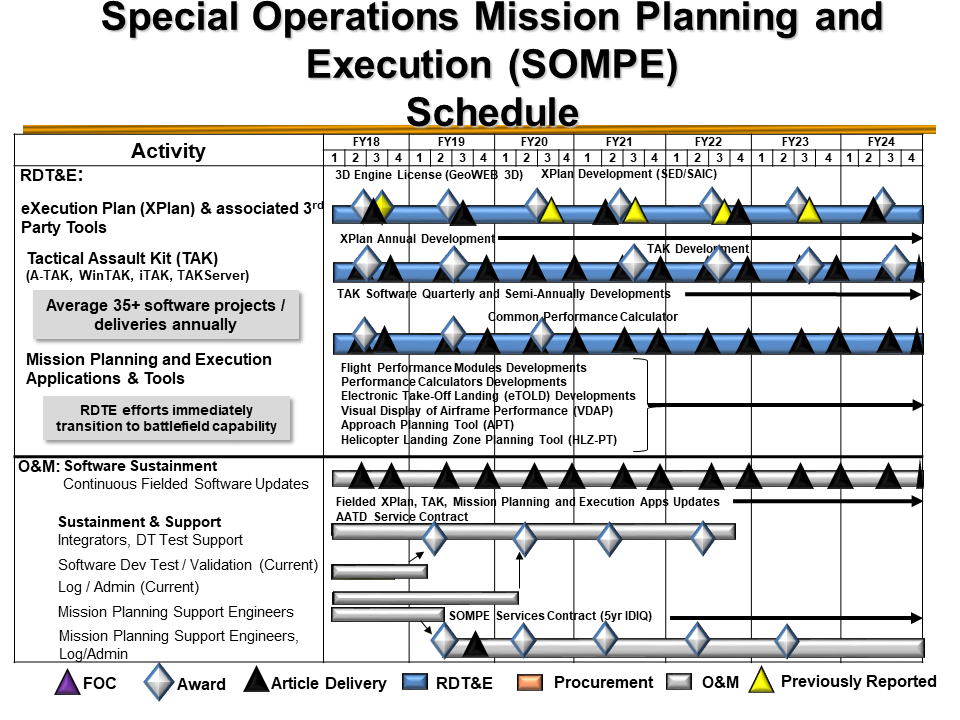 Special Operations Mission Planning and
Execution (SOMPE)
Schedule
Activity
FY18 FY19 FY20 FY21 FY22 FY23 FY24
1 2 3 4 1 2 3 4 1 2 3 4 1 2 3 4 1 2 3 4 1 2 3 4 1 2 3 4
RDT&E:
3D Engine License (GeoWEB 3D) XPlan Development (SED/SAIC)
eXecution Plan (XPlan) & associated 3rd
Party Tools
XPlan Annual Development
TAK Development
Tactical Assault Kit (TAK)
(A-TAK, WinTAK, iTAK, TAKServer)
TAK Software Quarterly and Semi-Annually Developments
Average 35+ software projects /
deliveries annually
Common Performance Calculator
Mission Planning and Execution
Applications & Tools
Flight Performance Modules Developments
Performance Calculators Developments
Electronic Take-Off Landing (eTOLD) Developments
Visual Display of Airframe Performance (VDAP)
Approach Planning Tool (APT)
Helicopter Landing Zone Planning Tool (HLZ-PT)
RDTE efforts immediately
transition to battlefield capability
O&M: Software Sustainment
Continuous Fielded Software Updates
Fielded XPlan, TAK, Mission Planning and Execution Apps Updates
AATD Service Contract
Sustainment & Support
Integrators, DT Test Support
Software Dev Test / Validation (Current)
Log / Admin (Current)
Mission Planning Support Engineers
SOMPE Services Contract (5yr IDIQ)
Mission Planning Support Engineers,
Log/Admin
FOC Award Article Delivery RDT&E Procurement O&M Previously Reported